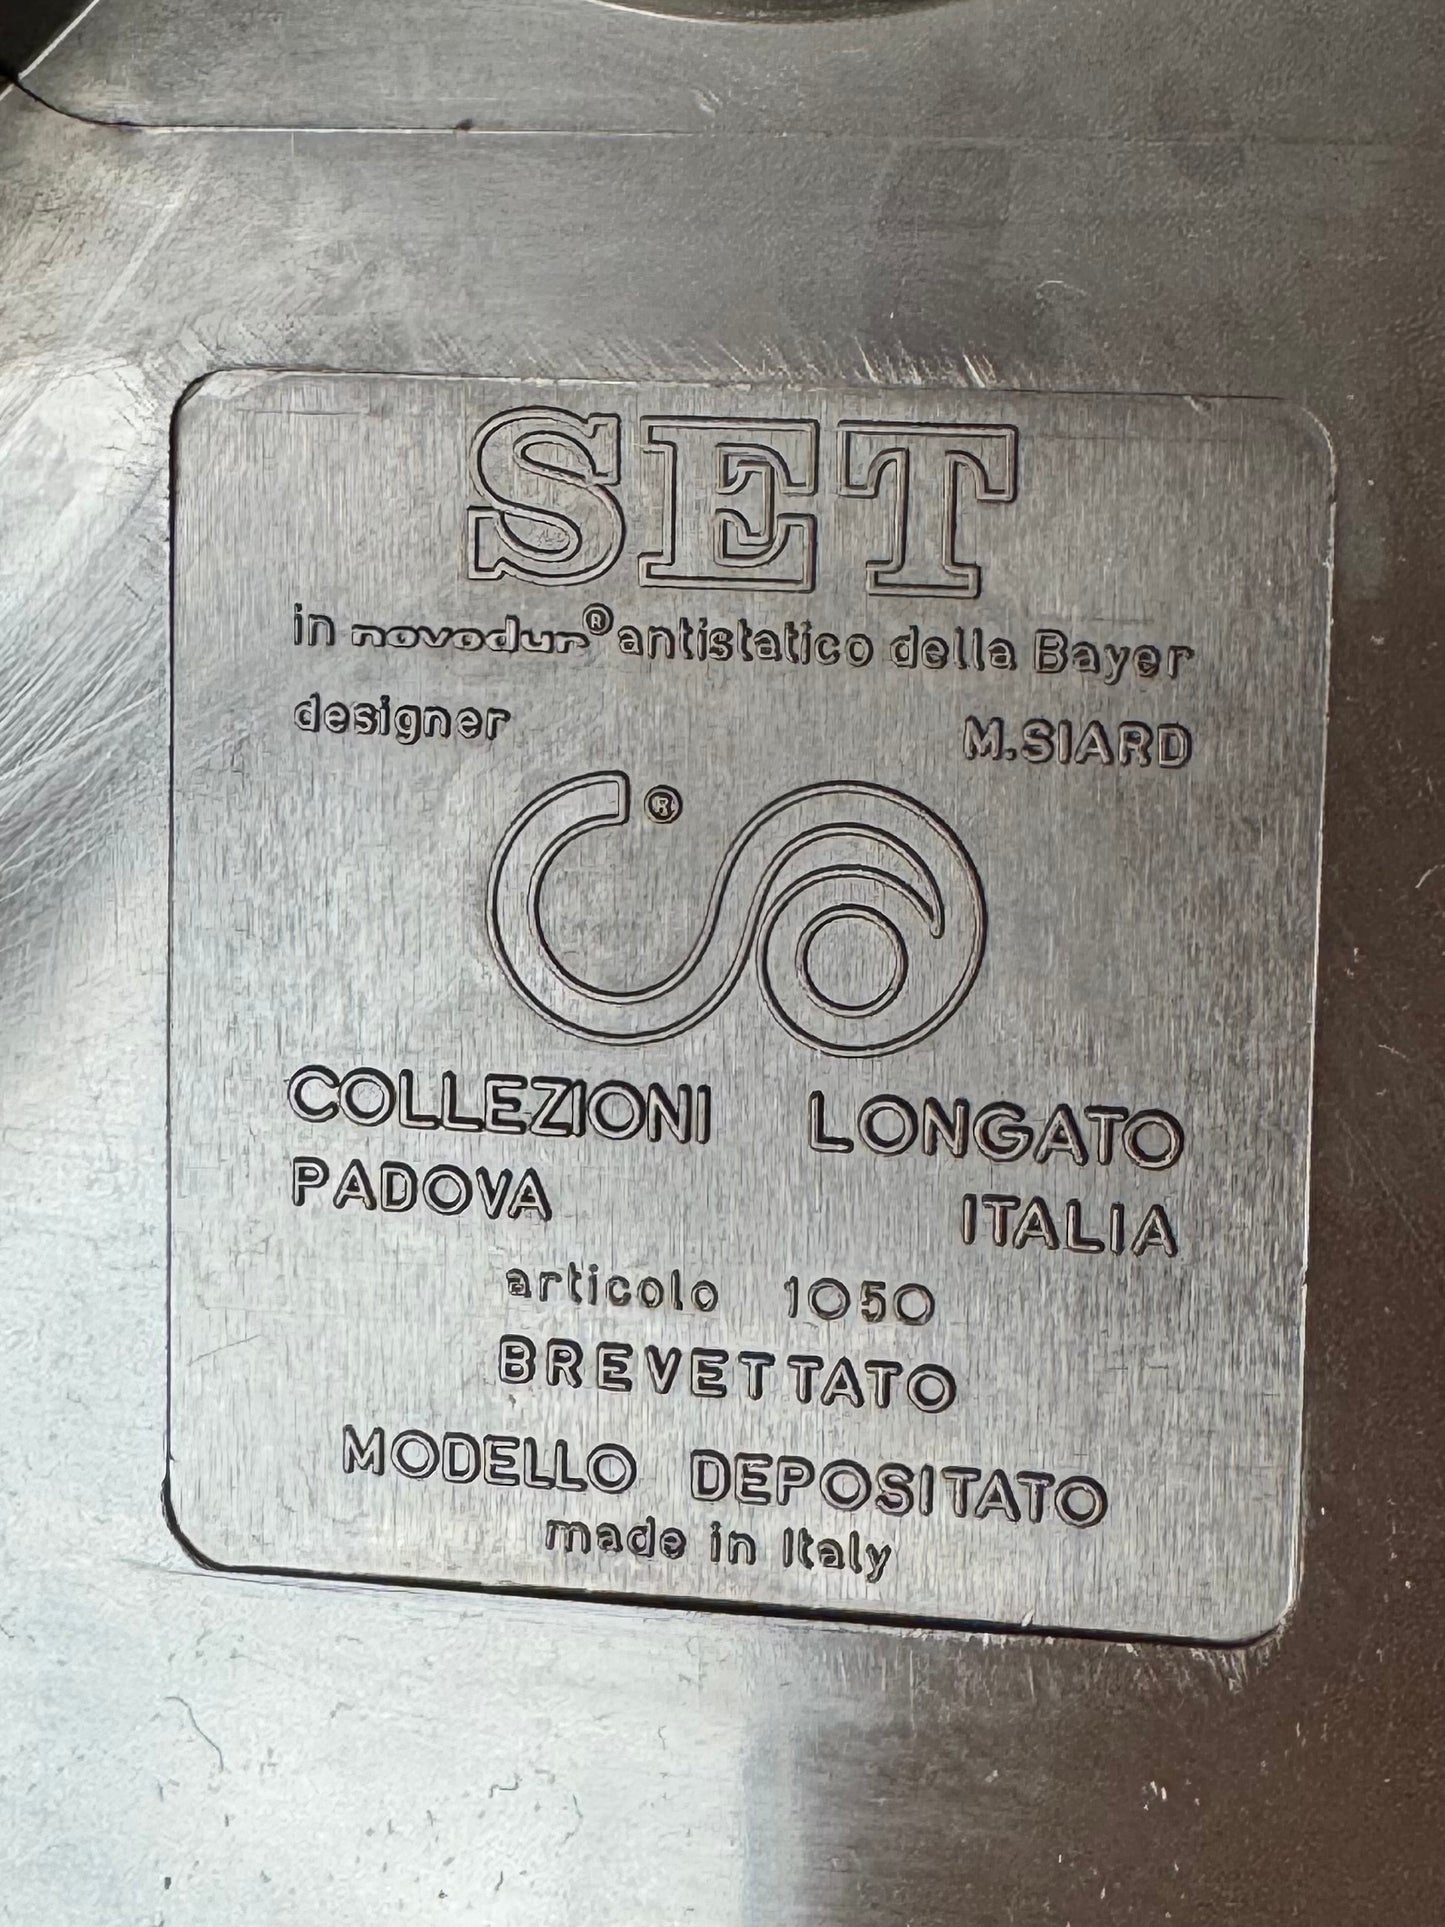 SET
in novodur® antistatico della Bayer
designer M.SIARD
®
COLLEZIONI LONGATO
PADOVA ITALIA
articolo 1050
BREVETTATO
MODELLO DEPOSITATO
made in Italy